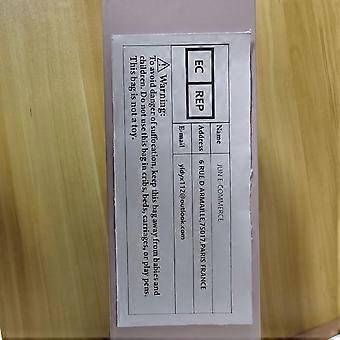 EC REP
Name JUN E-COMMERCE
Address 6 RUE D ARMAILLE,75017,PARIS FRANCE
E-mail yidyx112@outlook.com
Warning:
To avoid danger of suffocation, keep this bag away from babies and
children. Do not use this bag in cribs, beds, carriages, or play pens.
This bag is not a toy.